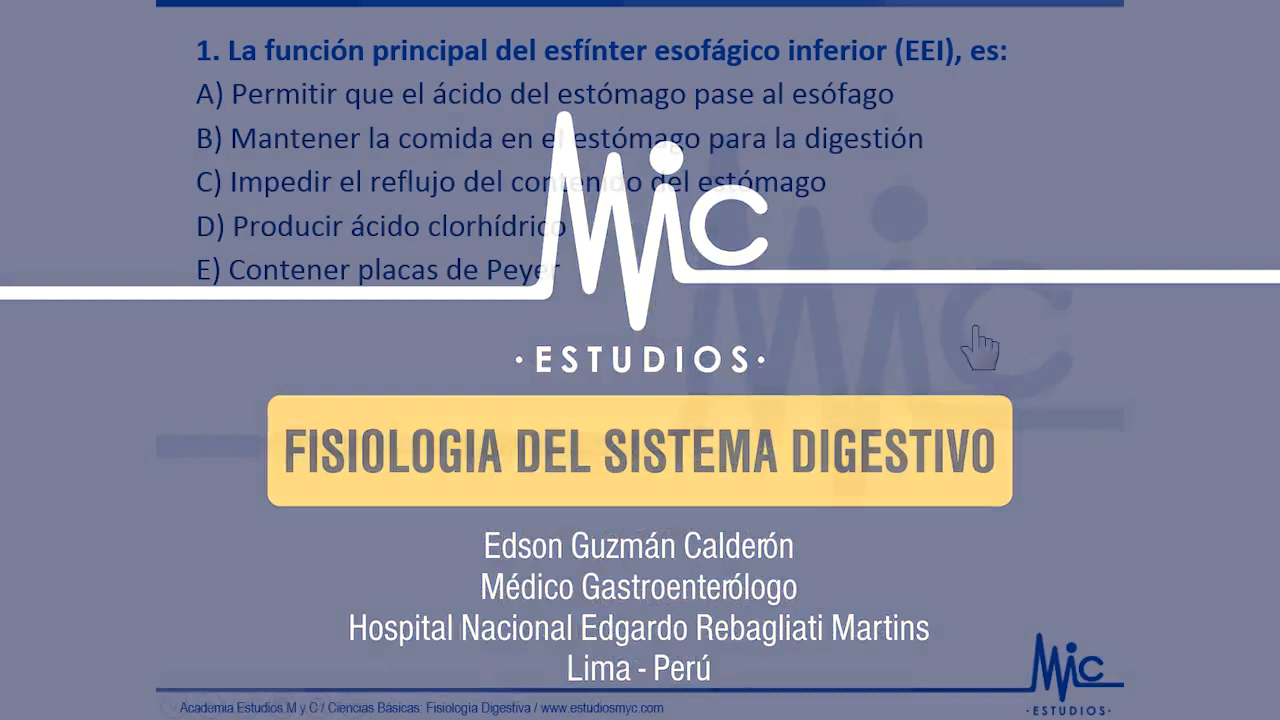 1. La función principal del esfínter esofágico inferior (EEI), es:
A) Permitir que el ácido del estómago pase al esófago
B) Mantener la comida en el estómago para la digestión
C) Impedir el reflujo del contenido del estómago
D) Producir ácido clorhídrico
E) Contener placas de Peyer
MiC
MiC
·ESTUDIOS·
FISIOLOGIA DEL SISTEMA DIGESTIVO
Edson Guzmán Calderón
Médico Gastroenterólogo
Hospital Nacional Edgardo Rebagliati Martins
Lima - Perú
MiC
·ESTUDIOS·
Academia Estudios M y C / Ciencias Básicas: Fisiología Digestiva / www.estudiosmyc.com